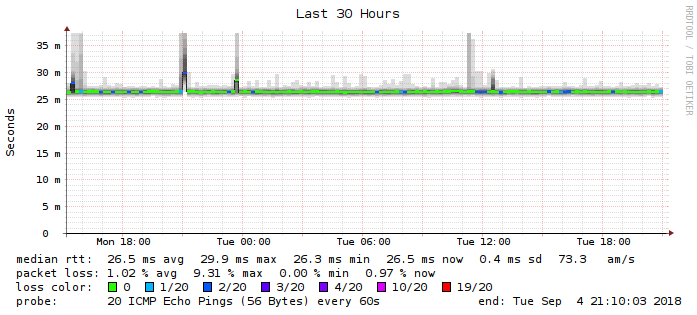 Last 30 Hours
RRDTOOL / TOBI OETIKER
Seconds
35 m
30 m
25 m
20 m
15 m
10 m
5 m
0
Mon 18:00 Tue 00:00 Tue 06:00 Tue 12:00 Tue 18:00
median rtt: 26.5 ms avg 29.9 ms max 26.3 ms min 26.5 ms now 0.4 ms sd 73.3 am/s
packet loss: 1.02 % avg 9.31 % max 0.00 % min 0.97 % now
loss color: 0 1/20 2/20 3/20 4/20 10/20 19/20
probe: 20 ICMP Echo Pings (56 Bytes) every 60s end: Tue Sep 4 21:10:03 2018